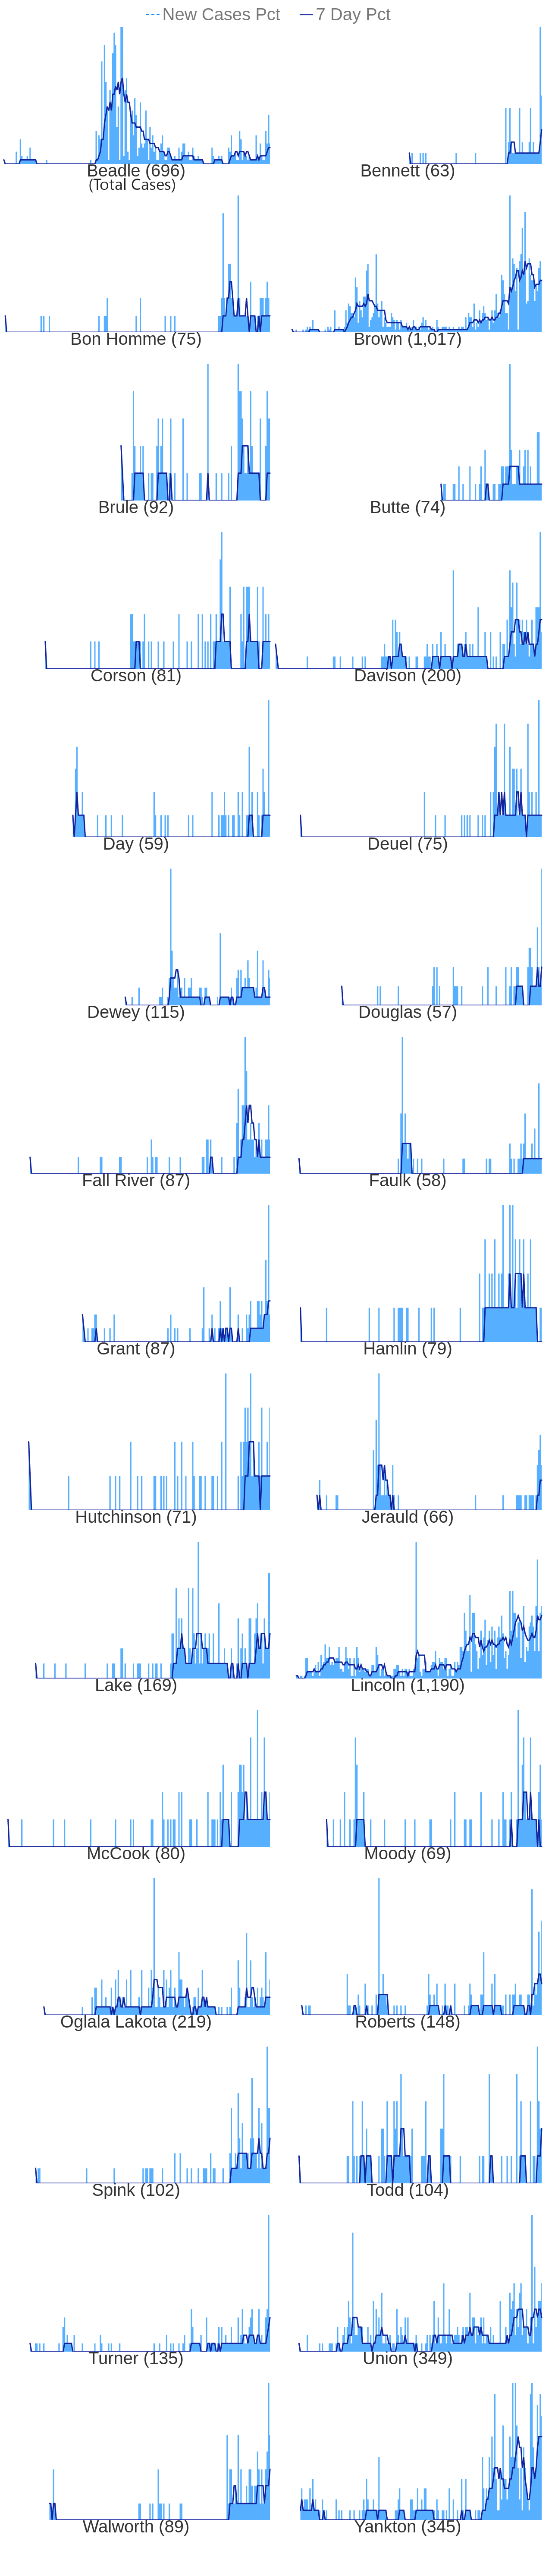 New Cases Pct 7 Day Pct
Beadle (696) Bennett (63)
(Total Cases)
Bon Homme (75) Brown (1,017)
Brule (92) Butte (74)
Corson (81) Davison (200)
Day (59) Deuel (75)
Dewey (115) Douglas (57)
Fall River (87) Faulk (58)
Grant (87) Hamlin (79)
Hutchinson (71) Jerauld (66)
Lake (169) Lincoln (1,190)
McCook (80) Moody (69)
Oglala Lakota (219) Roberts (148)
Spink (102) Todd (104)
Turner (135) Union (349)
Walworth (89) Yankton (345)